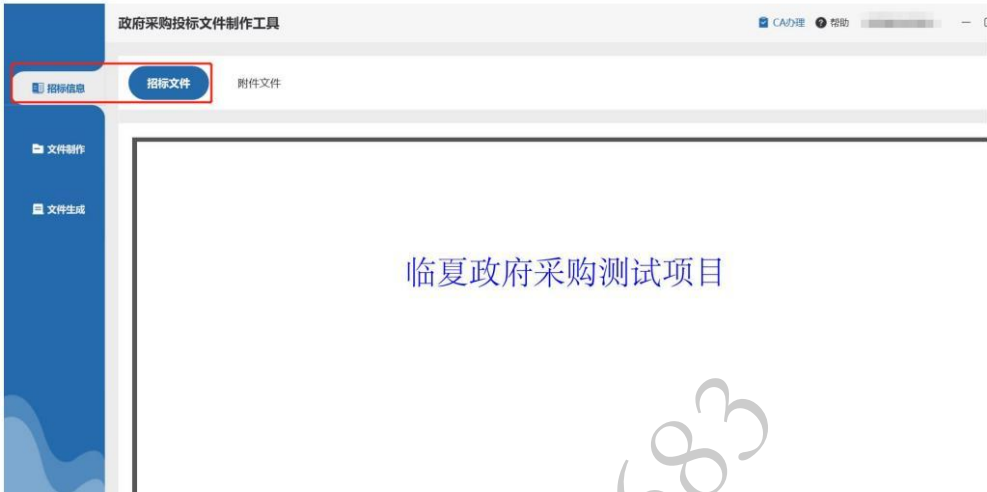 政府采购投标文件制作工具
CA办理 帮助
招标信息
招标文件 附件文件
文件制作
文件生成
临夏政府采购测试项目
683